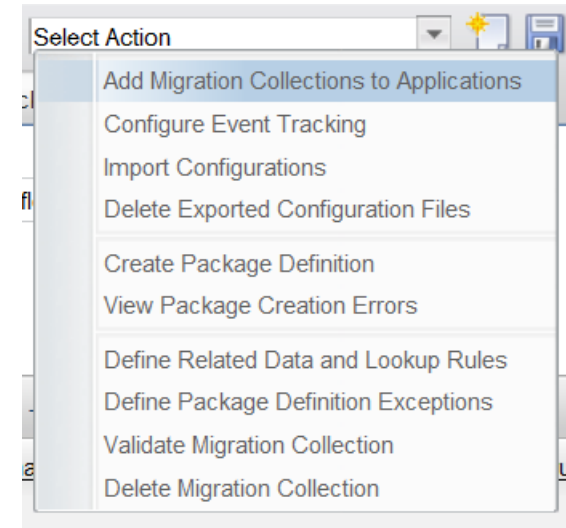 Select Action
Add Migration Collections to Applications
Configure Event Tracking
Import Configurations
Delete Exported Configuration Files
Create Package Definition
View Package Creation Errors
Define Related Data and Lookup Rules
Define Package Definition Exceptions
Validate Migration Collection
Delete Migration Collection